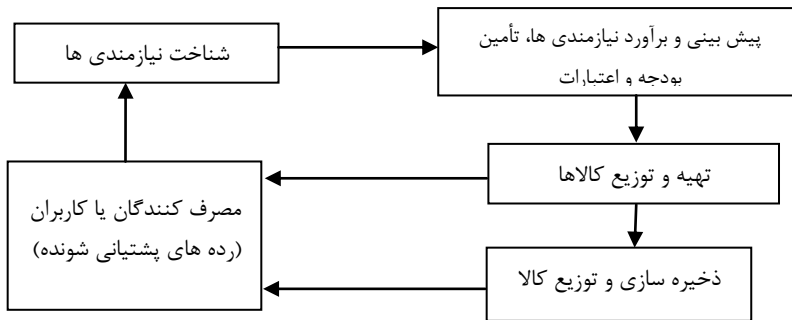 شناخت نیازمندی ها
پیش بینی و برآورد نیازمندی ها، تأمین
بودجه و اعتبارات
تهیه و توزیع کالاها
ذخیره سازی و توزیع کالا
مصرف کنندگان یا کاربران
(رده های پشتیانی شونده)